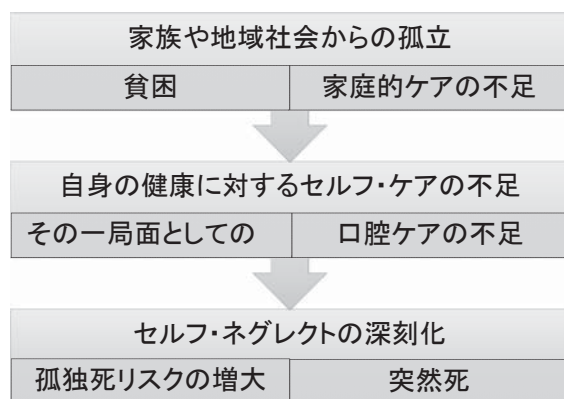 家族や地域社会からの孤立
貧困 家庭的ケアの不足
自身の健康に対するセルフ・ケアの不足
その一局面としての 口腔ケアの不足
セルフ・ネグレクトの深刻化
孤独死リスクの増大 突然死